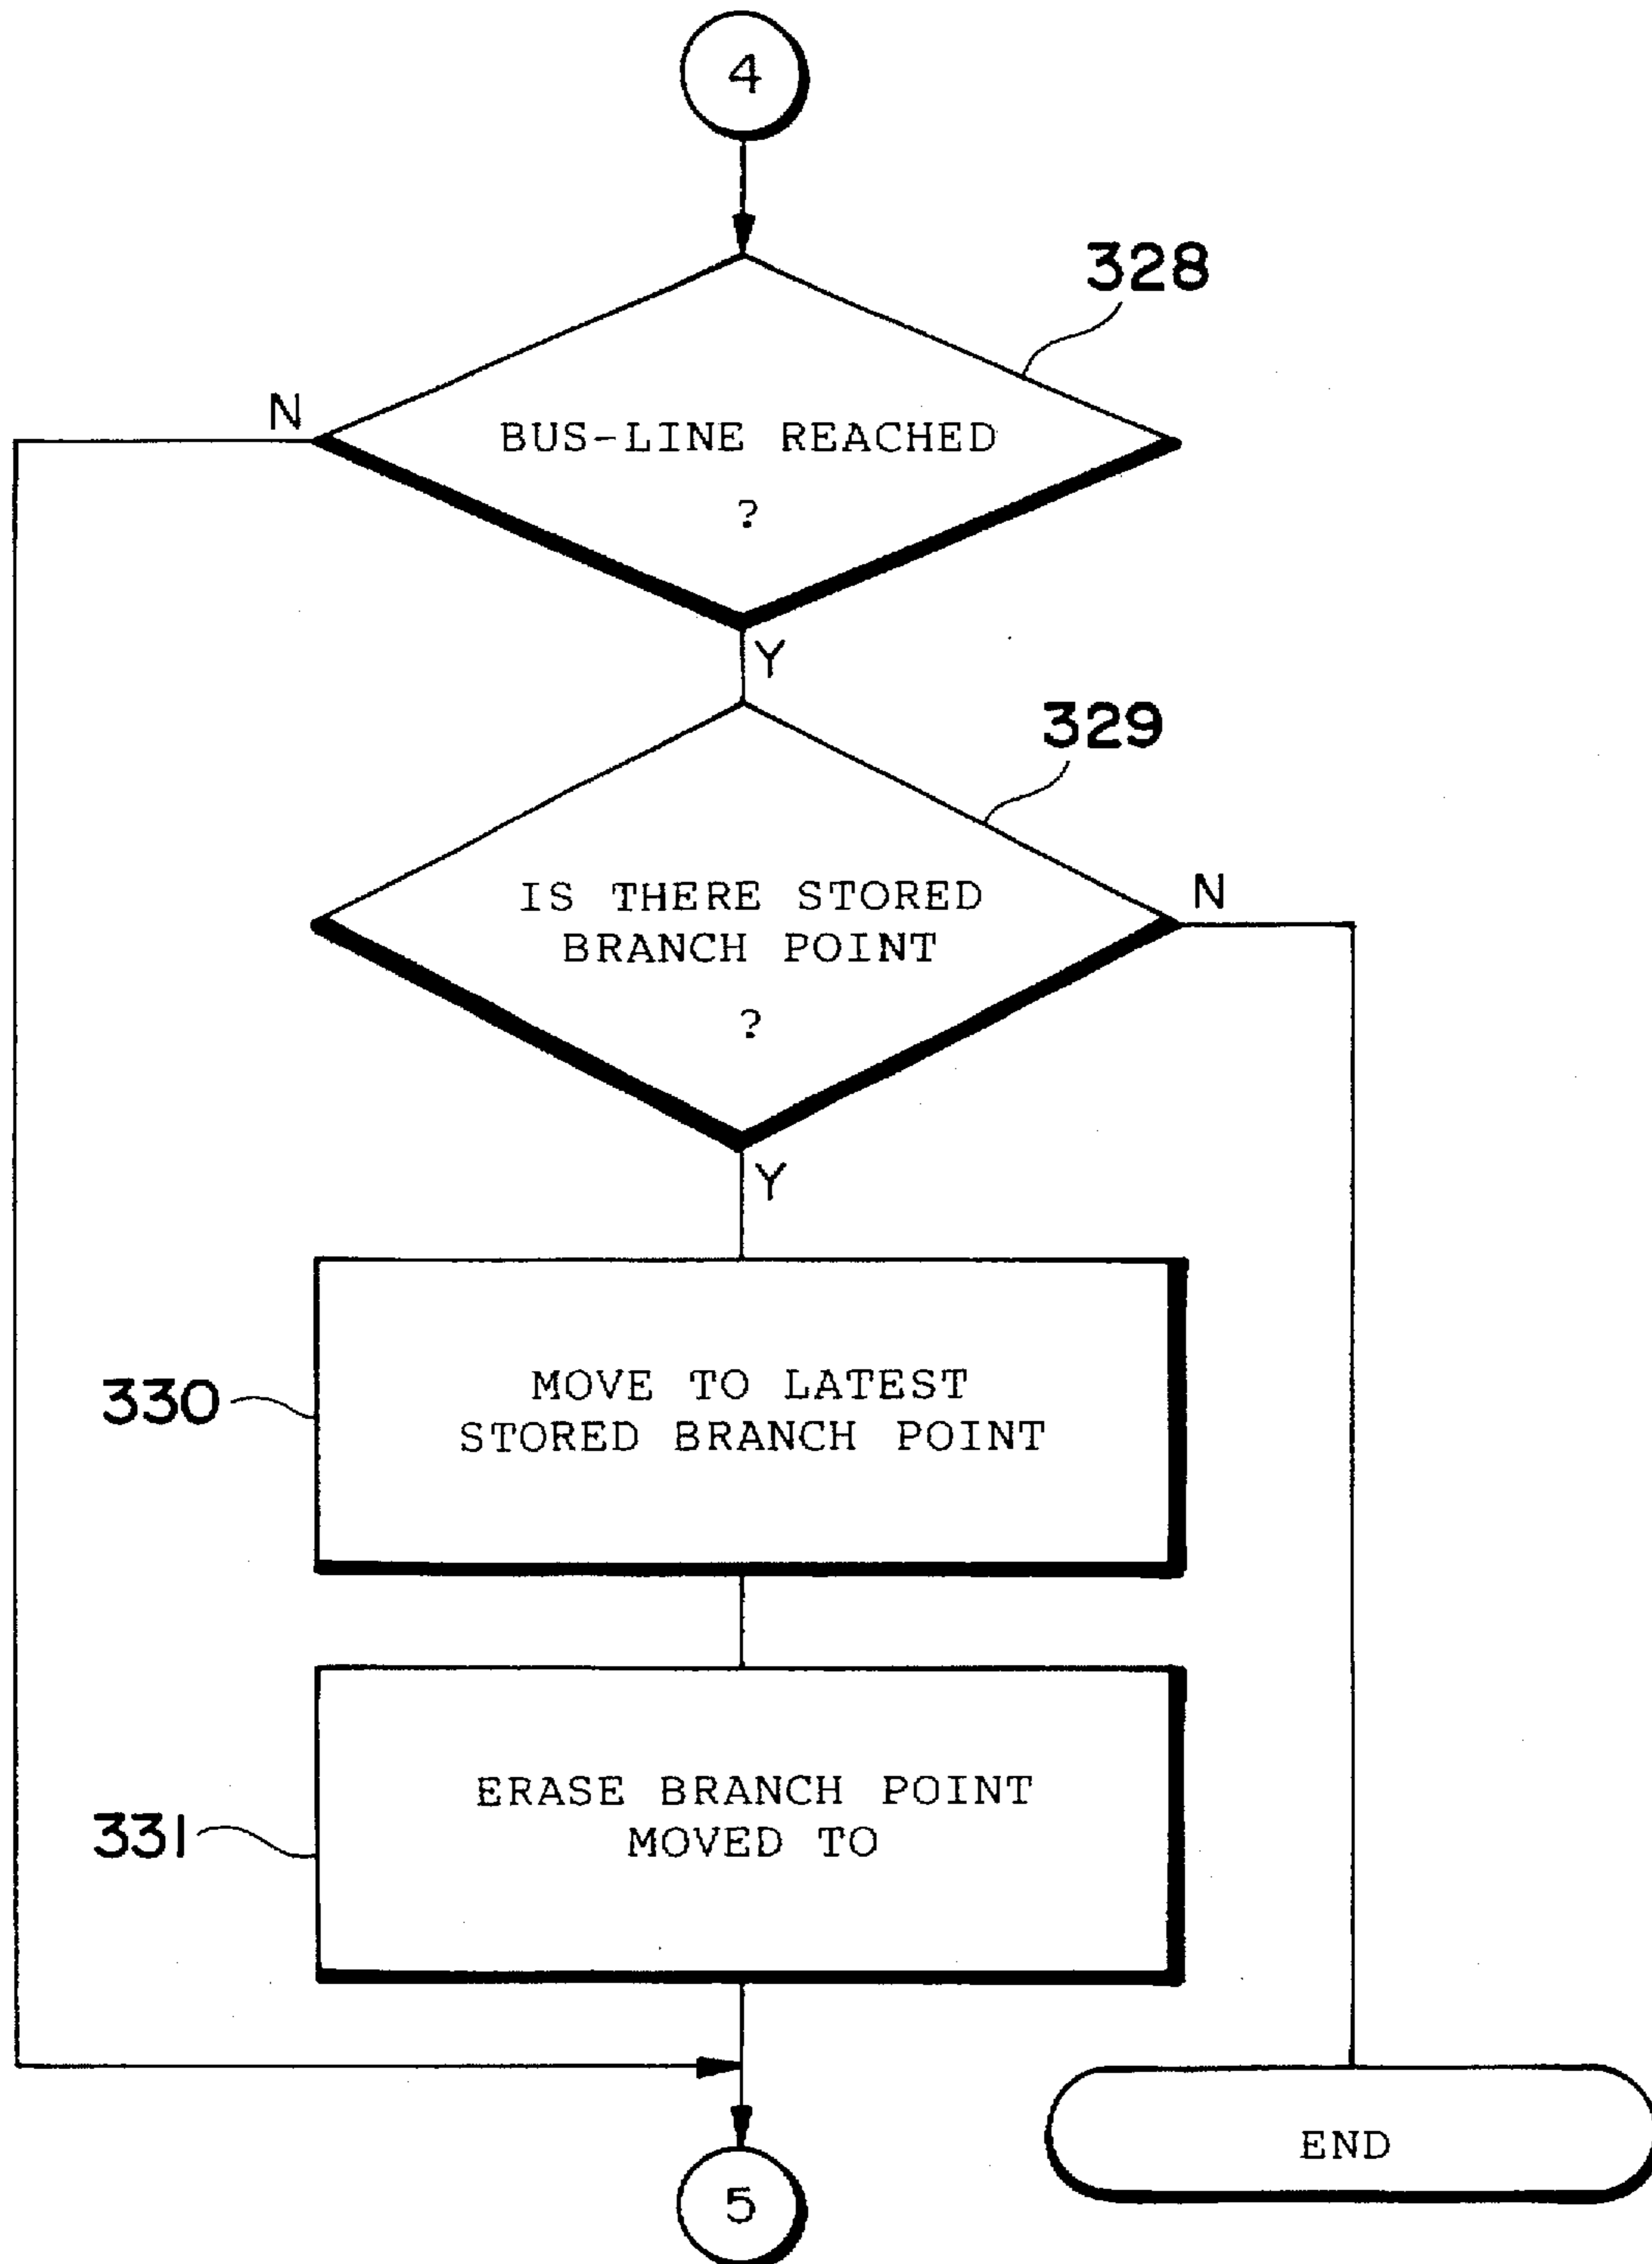 4
328
N
BUS-LINE REACHED
?
Y
329
IS THERE STORED
BRANCH POINT
?
N
Y
330
MOVE TO LATEST
STORED BRANCH POINT
331
ERASE BRANCH POINT
MOVED TO
END
5